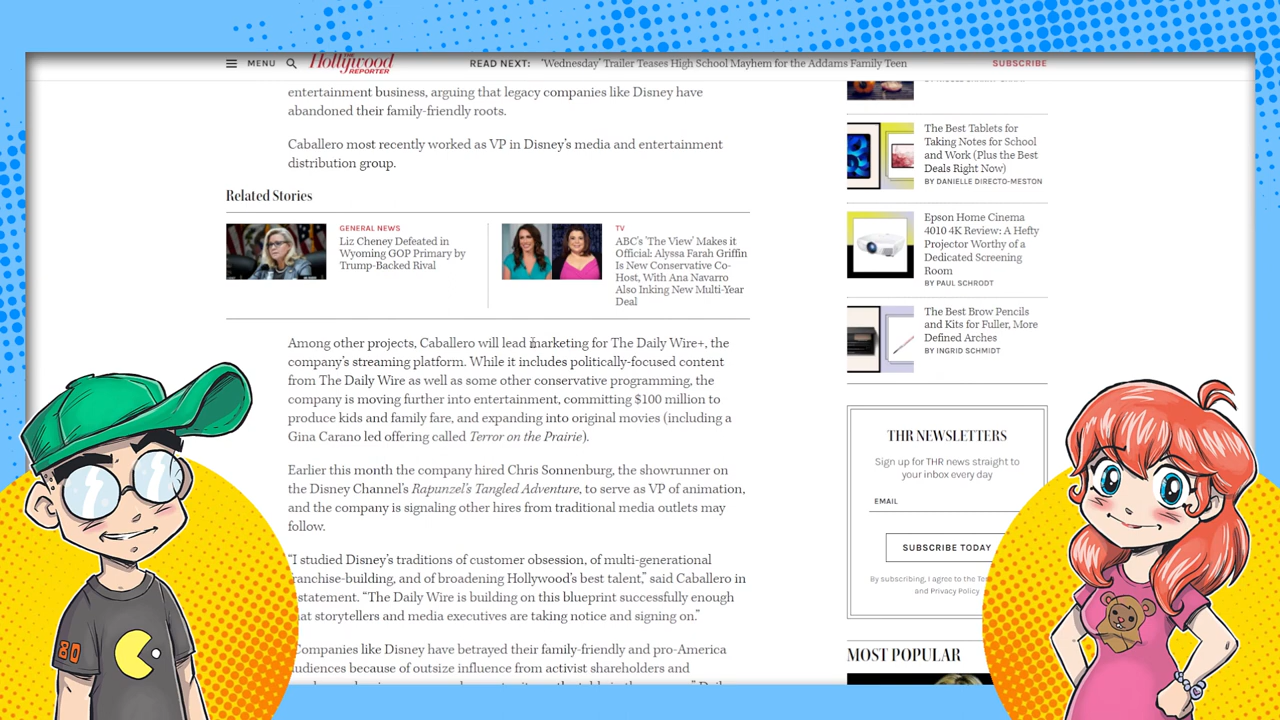 MENU
THE
Hollywood
REPORTER
READ NEXT: 'Wednesday' Trailer Teases High School Mayhem for the Addams Family Teen
SUBSCRIBE
entertainment business, arguing that legacy companies like Disney have
abandoned their family-friendly roots.
Caballero most recently worked as VP in Disney's media and entertainment
distribution group.
Related Stories
GENERAL NEWS
Liz Cheney Defeated in
Wyoming GOP Primary by
Trump-Backed Rival
TV
ABC's 'The View' Makes it
Official: Alyssa Farah Griffin
Is New Conservative Co-
Host, With Ana Navarro
Also Inking New Multi-Year
Deal
Among other projects, Caballero will lead marketing for The Daily Wire+, the
company's streaming platform. While it includes politically-focused content
from The Daily Wire as well as some other conservative programming, the
company is moving further into entertainment, committing $100 million to
produce kids and family fare, and expanding into original movies (including a
Gina Carano led offering called Terror on the Prairie).
Earlier this month the company hired Chris Sonnenburg, the showrunner on
the Disney Channel's Rapunzel's Tangled Adventure, to serve as VP of animation,
and the company is signaling other hires from traditional media outlets may
follow.
“I studied Disney's traditions of customer obsession, of multi-generational
franchise-building, and of broadening Hollywood's best talent,” said Caballero in
statement. “The Daily Wire is building on this blueprint successfully enough
that storytellers and media executives are taking notice and signing on.”
Companies like Disney have betrayed their family-friendly and pro-America
audiences because of outsize influence from activist shareholders and
The Best Tablets for
Taking Notes for School
and Work (Plus the Best
Deals Right Now)
BY DANIELLE DIRECTO-MESTON
Epson Home Cinema
4010 4K Review: A Hefty
Projector Worthy of a
Dedicated Screening
Room
BY PAUL SCHRODT
The Best Brow Pencils
and Kits for Fuller, More
Defined Arches
BY INGRID SCHMIDT
THR NEWSLETTERS
Sign up for THR news straight to
your inbox every day
EMAIL
SUBSCRIBE TODAY
By subscribing, I agree to the
and Privacy Policy
MOST POPULAR
80